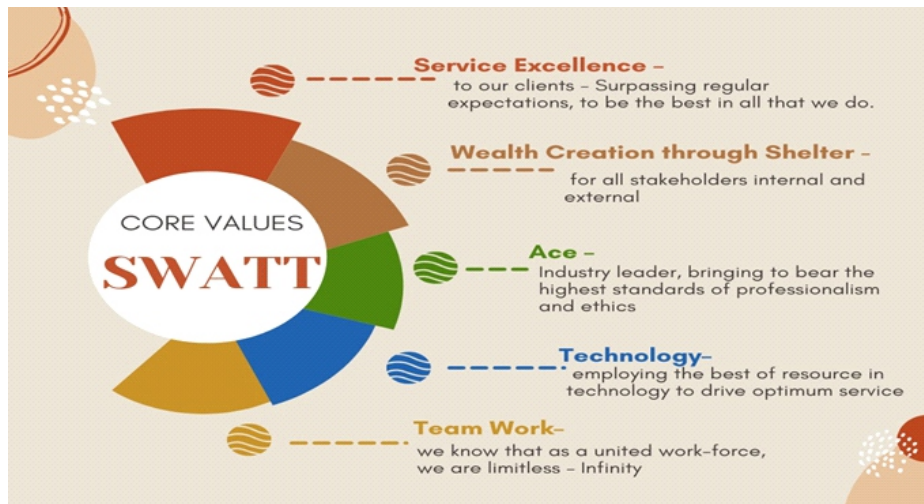 Service Excellence –
to our clients – Surpassing regular
expectations, to be the best in all that we do.
Wealth Creation through Shelter –
for all stakeholders internal and
external
CORE VALUES
SWATT
Ace –
Industry leader, bringing to bear the
highest standards of professionalism
and ethics
Technology–
employing the best of resource in
technology to drive optimum service
Team Work–
we know that as a united work-force,
we are limitless – Infinity